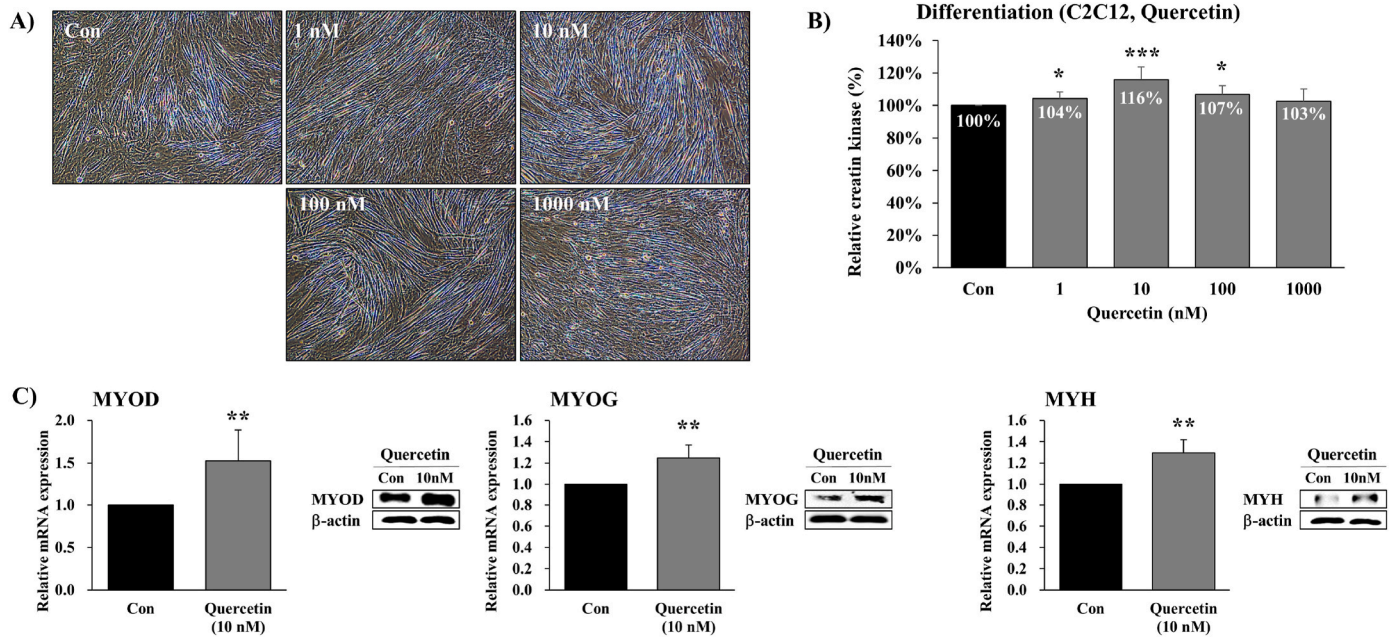 A)
Con
1 nM
10 nM
100 nM
1000 nM
B)
Differentiation (C2C12, Quercetin)
Relative creatin kinase (%)
140%
120%
100%
80%
60%
40%
20%
0%
*
***
*
100%
104%
116%
107%
103%
Con
1
10
100
1000
Quercetin (nM)
C)
MYOD
Relative mRNA expression
2.0
1.5
1.0
0.5
0.0
**
Con
Quercetin
(10 nM)
Quercetin
Con 10nM
MYOD
β-actin
MYOG
Relative mRNA expression
1.6
1.4
1.2
1.0
0.8
0.6
0.4
0.2
0.0
**
Con
Quercetin
(10 nM)
Quercetin
Con 10nM
MYOG
β-actin
MYH
Relative mRNA expression
1.6
1.4
1.2
1.0
0.8
0.6
0.4
0.2
0.0
**
Con
Quercetin
(10 nM)
Quercetin
Con 10nM
MYH
β-actin